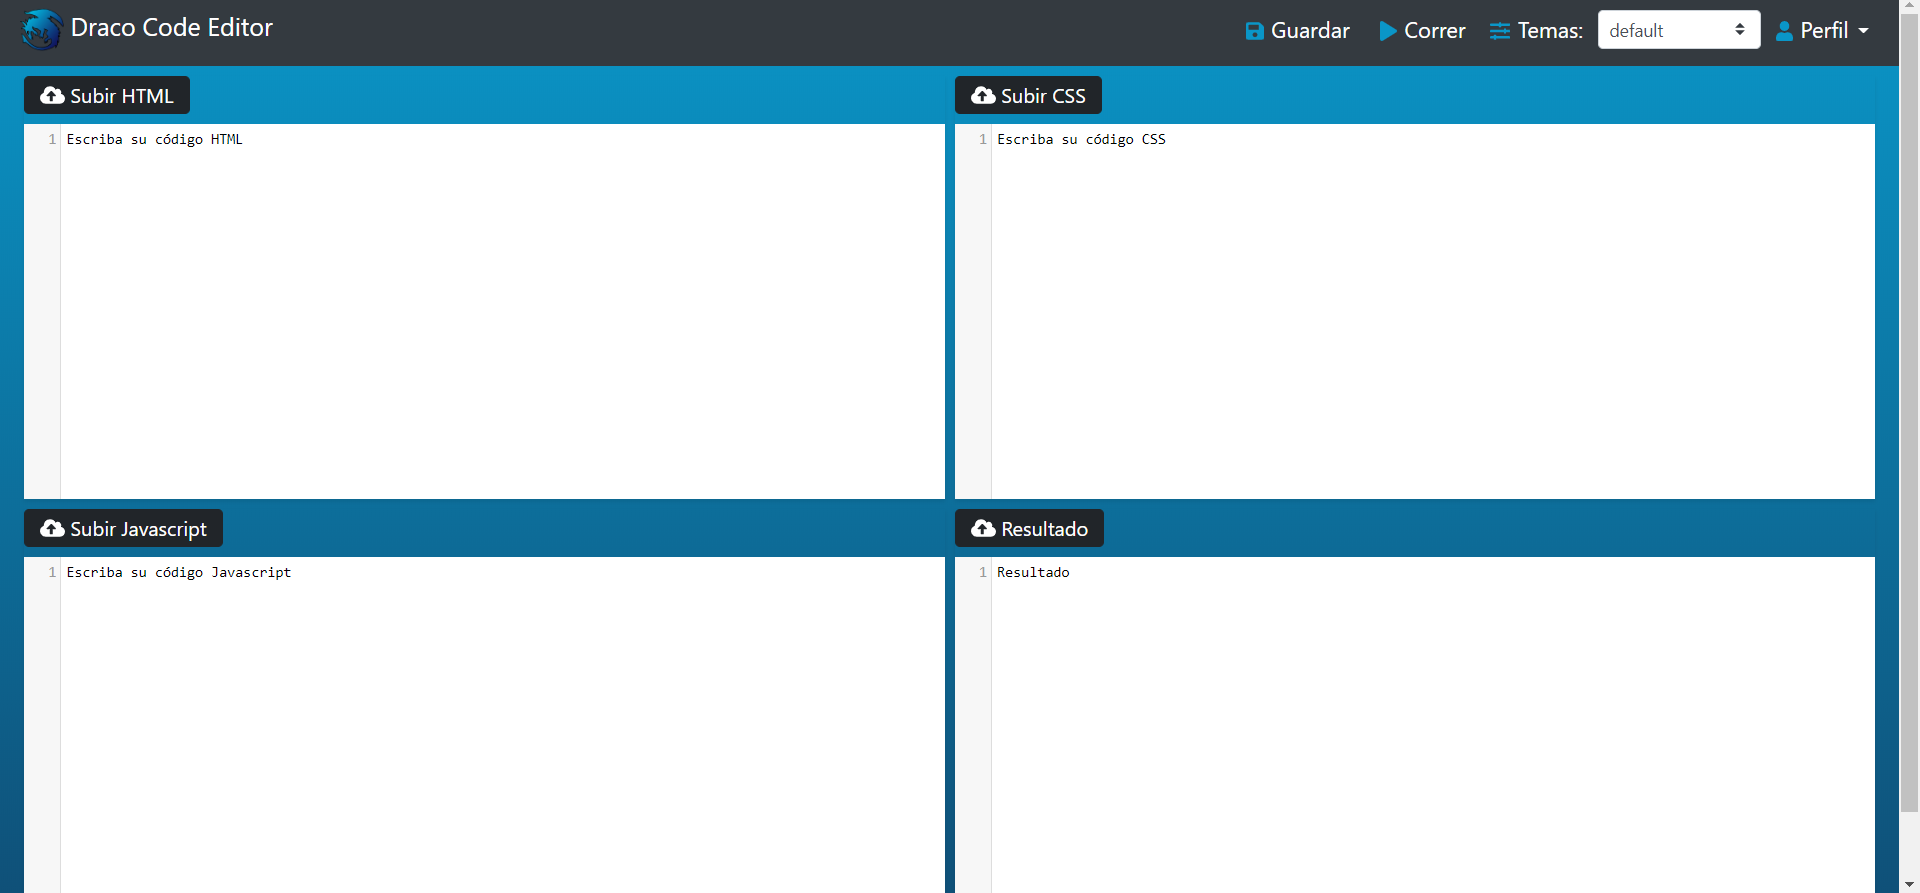 Draco Code Editor
Guardar
Correr
Temas:
default
Perfil
Subir HTML
1 Escriba su código HTML
Subir CSS
1 Escriba su código CSS
Subir Javascript
1 Escriba su código Javascript
Resultado
1 Resultado